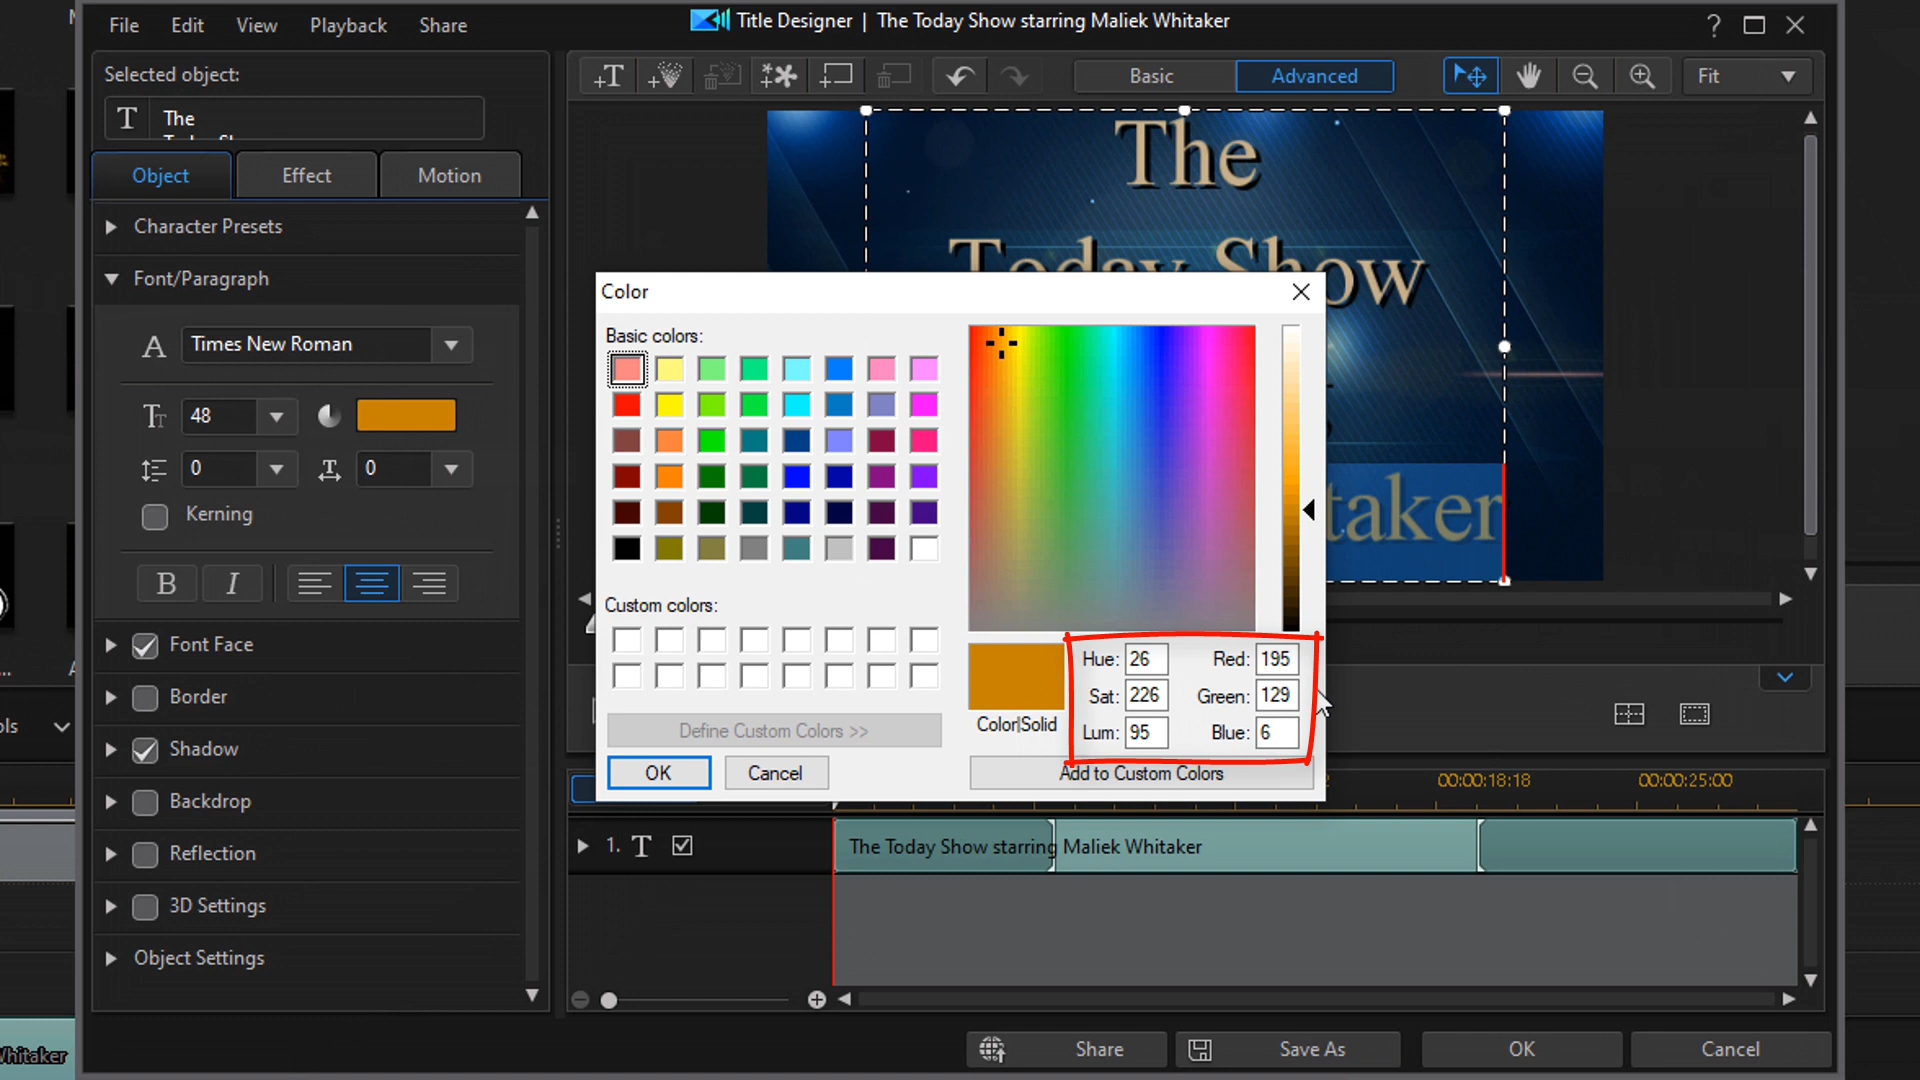 File Edit View Playback Share
Title Designer | The Today Show starring Maliek Whitaker
?
Selected object:
T The
+T
Basic Advanced
Fit
Object Effect Motion
Character Presets
Font/Paragraph
A Times New Roman
48
0 0
Kerning
B I
Font Face
Border
Shadow
Backdrop
Reflection
3D Settings
Object Settings
The
Today Show
taker
Color
Basic colors:
Custom colors:
Define Custom Colors >>
OK Cancel
Color|Solid
Hue: 26 Red: 195
Sat: 226 Green: 129
Lum: 95 Blue: 6
Add to Custom Colors
00:00:18:18 00:00:25:00
1. T The Today Show starring Maliek Whitaker
Share Save As OK Cancel
ols
Whitaker